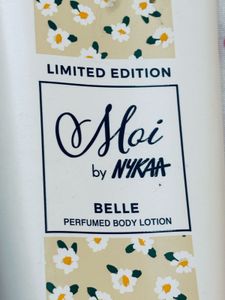 LIMITED EDITION
Moi
by NYKAA
BELLE
PERFUMED BODY LOTION